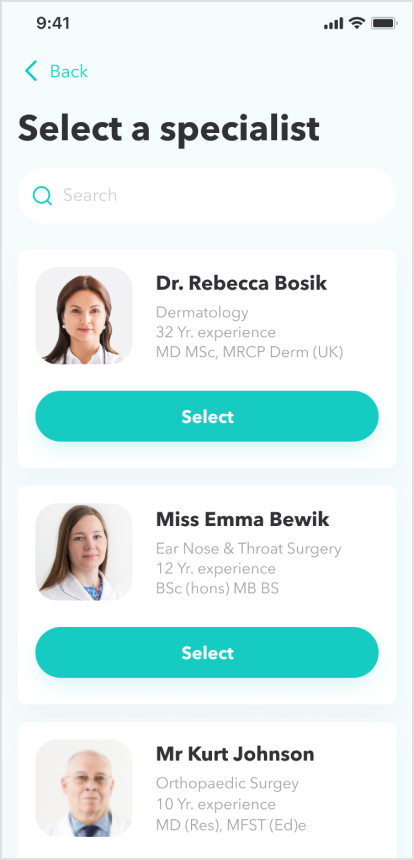 9:41
Back
Select a specialist
Search
Dr. Rebecca Bosik
Dermatology
32 Yr. experience
MD MSc, MRCP Derm (UK)
Select
Miss Emma Bewik
Ear Nose & Throat Surgery
12 Yr. experience
BSc (hons) MB BS
Select
Mr Kurt Johnson
Orthopaedic Surgey
10 Yr. experience
MD (Res), MFST (Ed)e